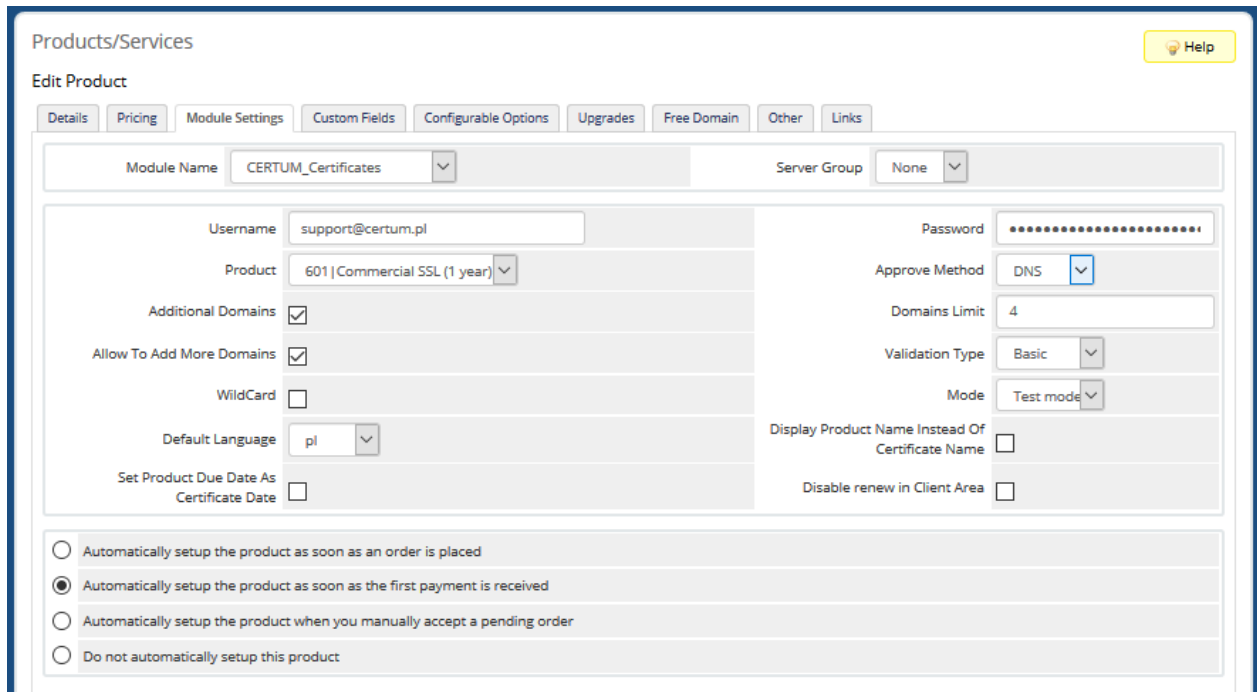 Products/Services
Help
Edit Product
Details Pricing Module Settings Custom Fields Configurable Options Upgrades Free Domain Other Links
Module Name CERTUM_Certificates Server Group None
Username support@certum.pl Password
Product 601|Commercial SSL (1 year) Approve Method DNS
Additional Domains Domains Limit 4
Allow To Add More Domains Validation Type Basic
WildCard Mode Test mode
Default Language pl Display Product Name Instead Of
Certificate Name
Set Product Due Date As
Certificate Date Disable renew in Client Area
Automatically setup the product as soon as an order is placed
Automatically setup the product as soon as the first payment is received
Automatically setup the product when you manually accept a pending order
Do not automatically setup this product